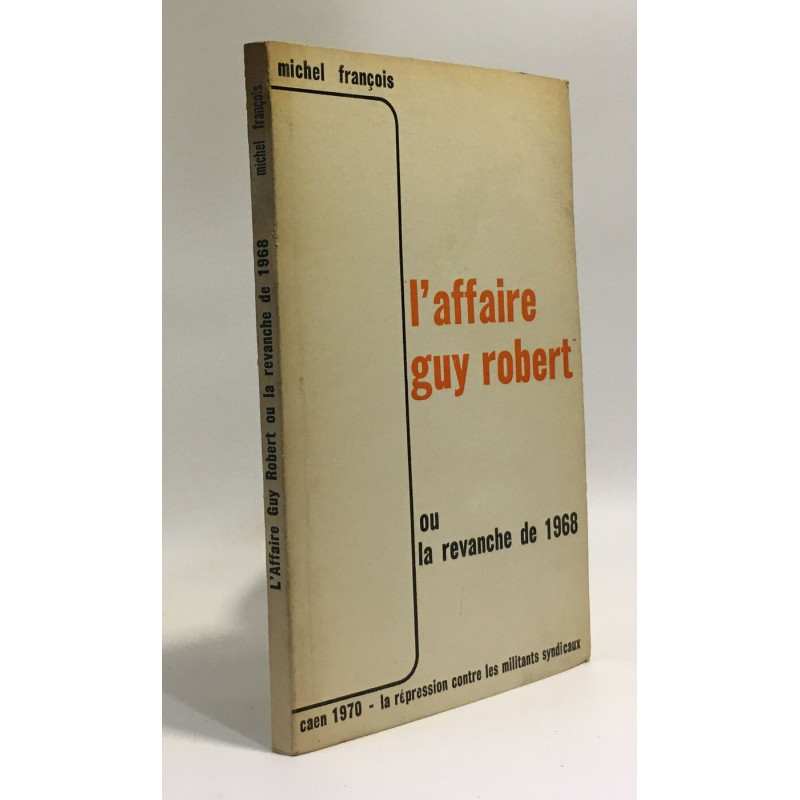 michel françois
l'affaire
guy robert
ou
la revanche de 1968
caen 1970 - la répression contre les militants syndicaux
michel françois
L'Affaire Guy Robert ou la revanche de 1968